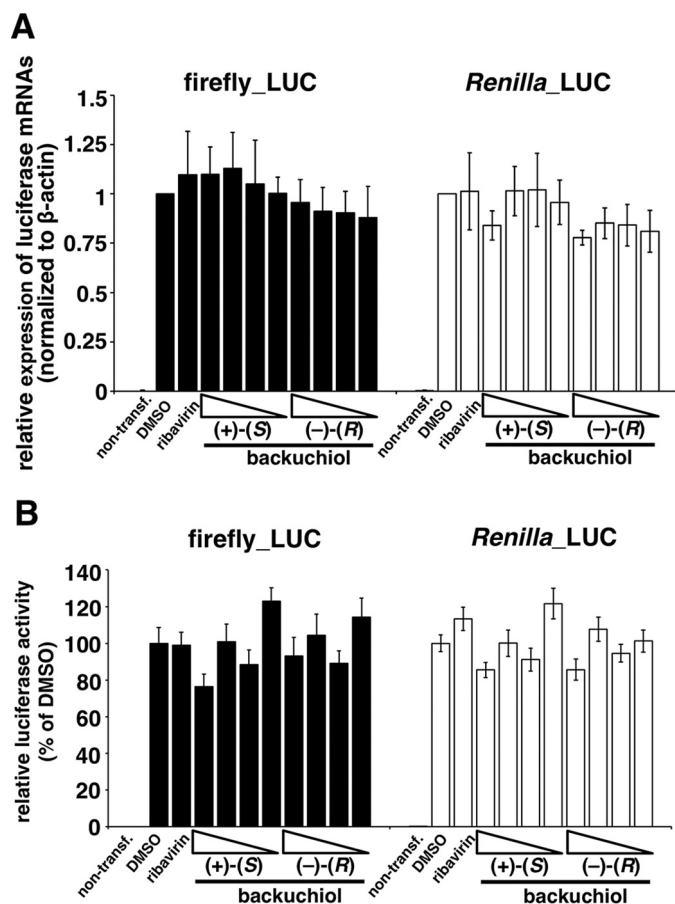 A
firefly_LUC
Renilla_LUC
relative expression of luciferase mRNAs
(normalized to β-actin)
1.5
1.25
1
0.75
0.5
0.25
0
non-transf.
DMSO
ribavirin
(+)-(S)
(−)-(R)
backuchiol
non-transf.
DMSO
ribavirin
(+)-(S)
(−)-(R)
backuchiol
B
firefly_LUC
Renilla_LUC
relative luciferase activity
(% of DMSO)
140
120
100
80
60
40
20
0
non-transf.
DMSO
ribavirin
(+)-(S)
(−)-(R)
backuchiol
non-transf.
DMSO
ribavirin
(+)-(S)
(−)-(R)
backuchiol